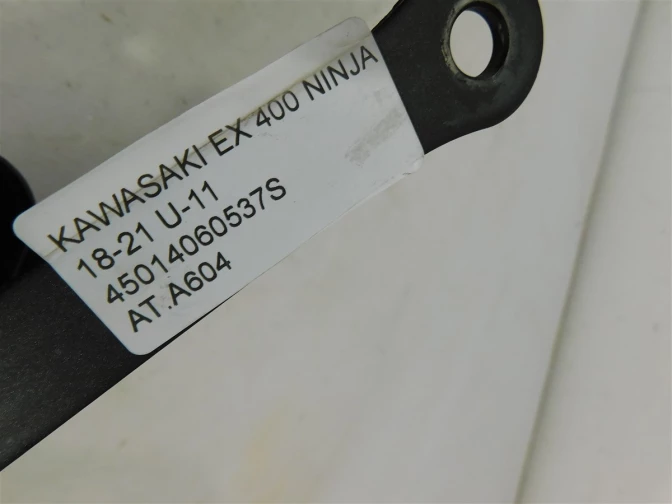 KAWASAKI EX 400 NINJA
18-21 U-11
45014060537S
AT.A604